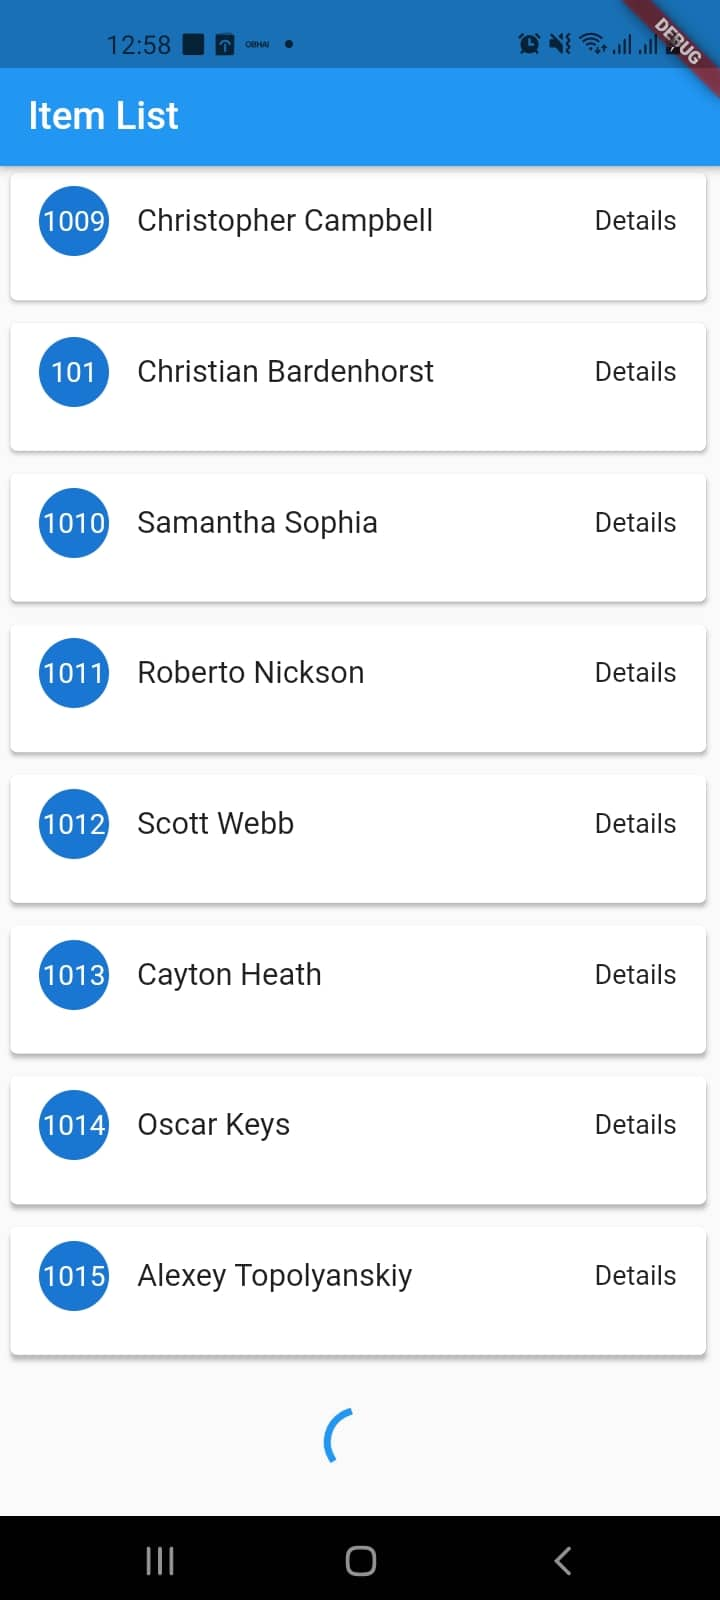 12:58 OBHAI
DEBUG
Item List
1009 Christopher Campbell Details
101 Christian Bardenhorst Details
1010 Samantha Sophia Details
1011 Roberto Nickson Details
1012 Scott Webb Details
1013 Cayton Heath Details
1014 Oscar Keys Details
1015 Alexey Topolyanskiy Details